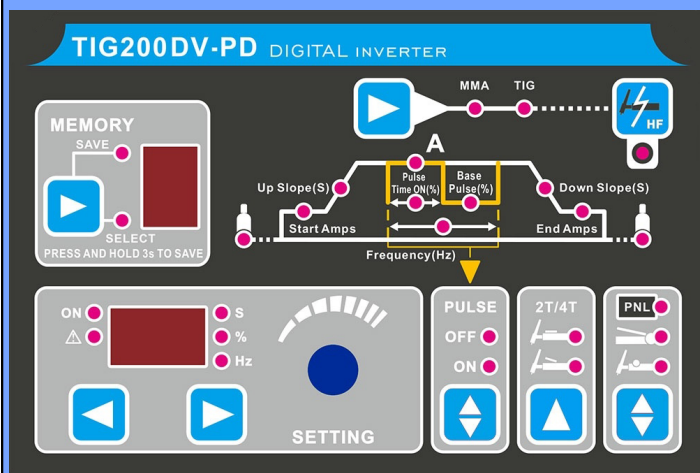 TIG200DV-PD DIGITAL INVERTER
MMA TIG
HF
MEMORY
SAVE
SELECT
PRESS AND HOLD 3s TO SAVE
A
Pulse
Time ON(%)
Base
Pulse(%)
Up Slope(S)
Down Slope(S)
Start Amps
End Amps
Frequency(Hz)
ON
S
%
Hz
SETTING
PULSE
OFF
ON
2T/4T
PNL